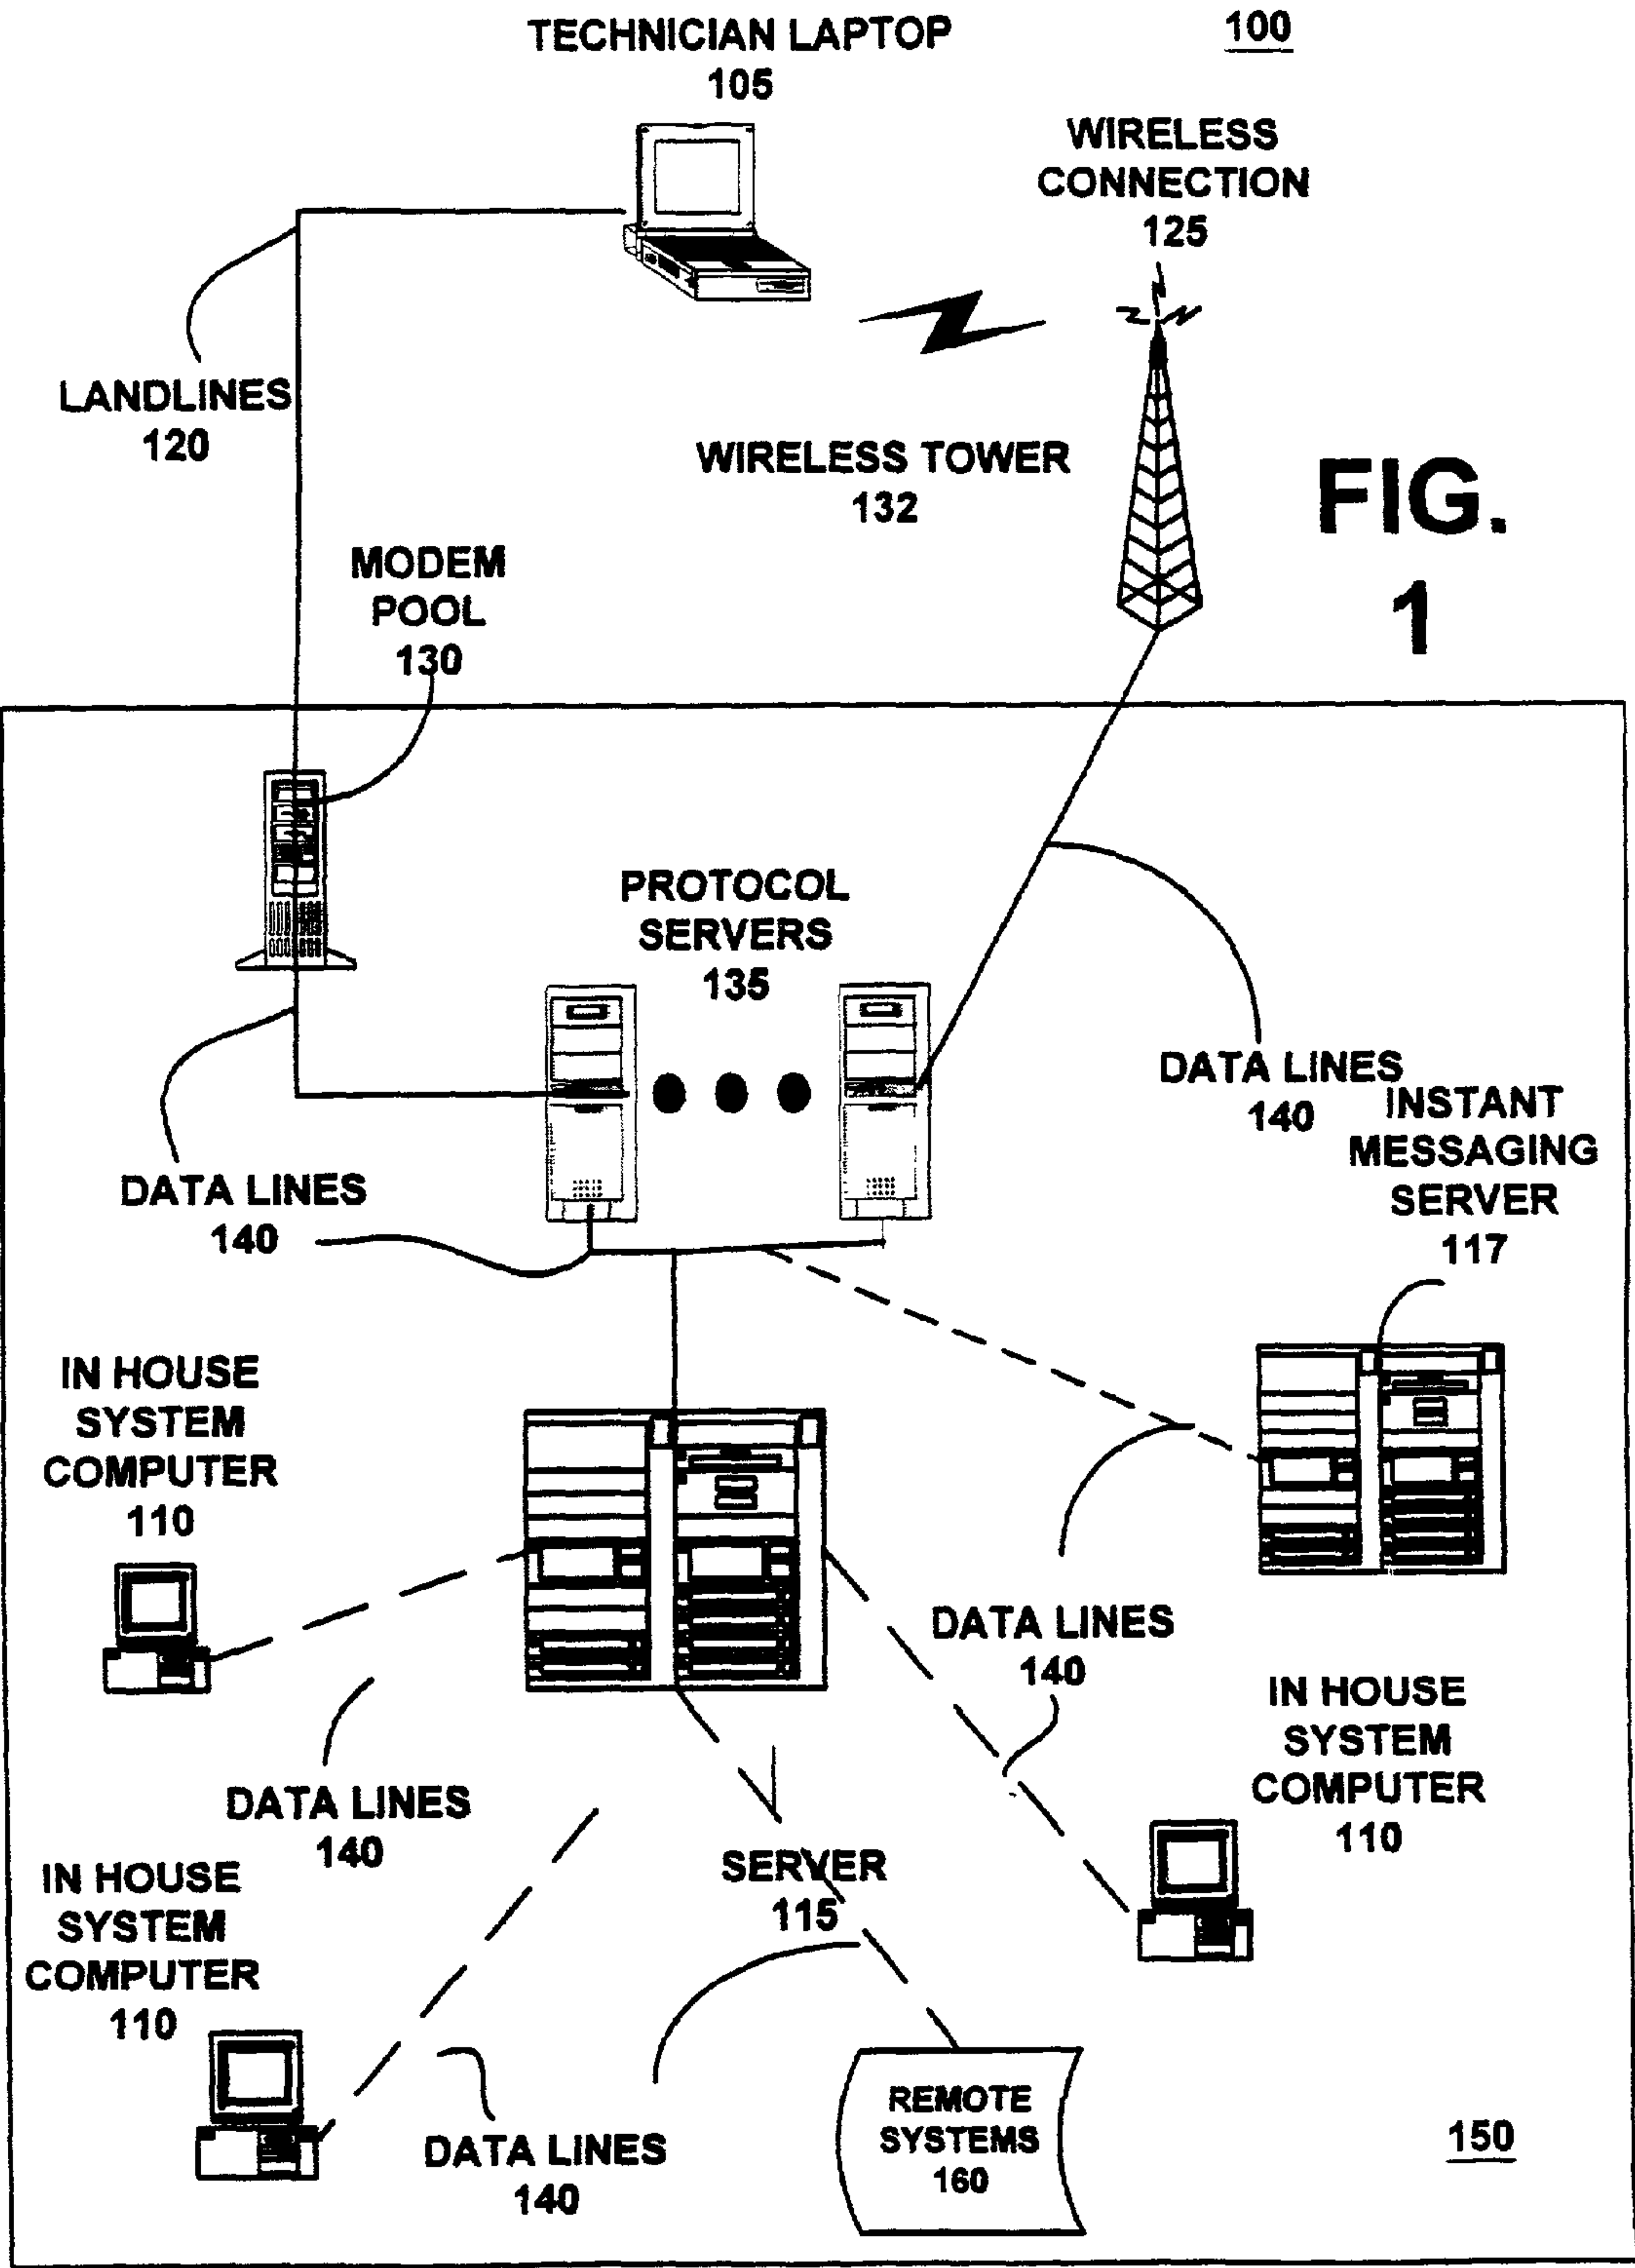 TECHNICIAN LAPTOP
105
100
WIRELESS
CONNECTION
125
LANDLINES
120
WIRELESS TOWER
132
FIG.
1
MODEM
POOL
130
PROTOCOL
SERVERS
135
DATA LINES
140
INSTANT
MESSAGING
SERVER
117
DATA LINES
140
IN HOUSE
SYSTEM
COMPUTER
110
DATA LINES
140
IN HOUSE
SYSTEM
COMPUTER
110
DATA LINES
140
SERVER
115
IN HOUSE
SYSTEM
COMPUTER
110
DATA LINES
140
REMOTE
SYSTEMS
160
150